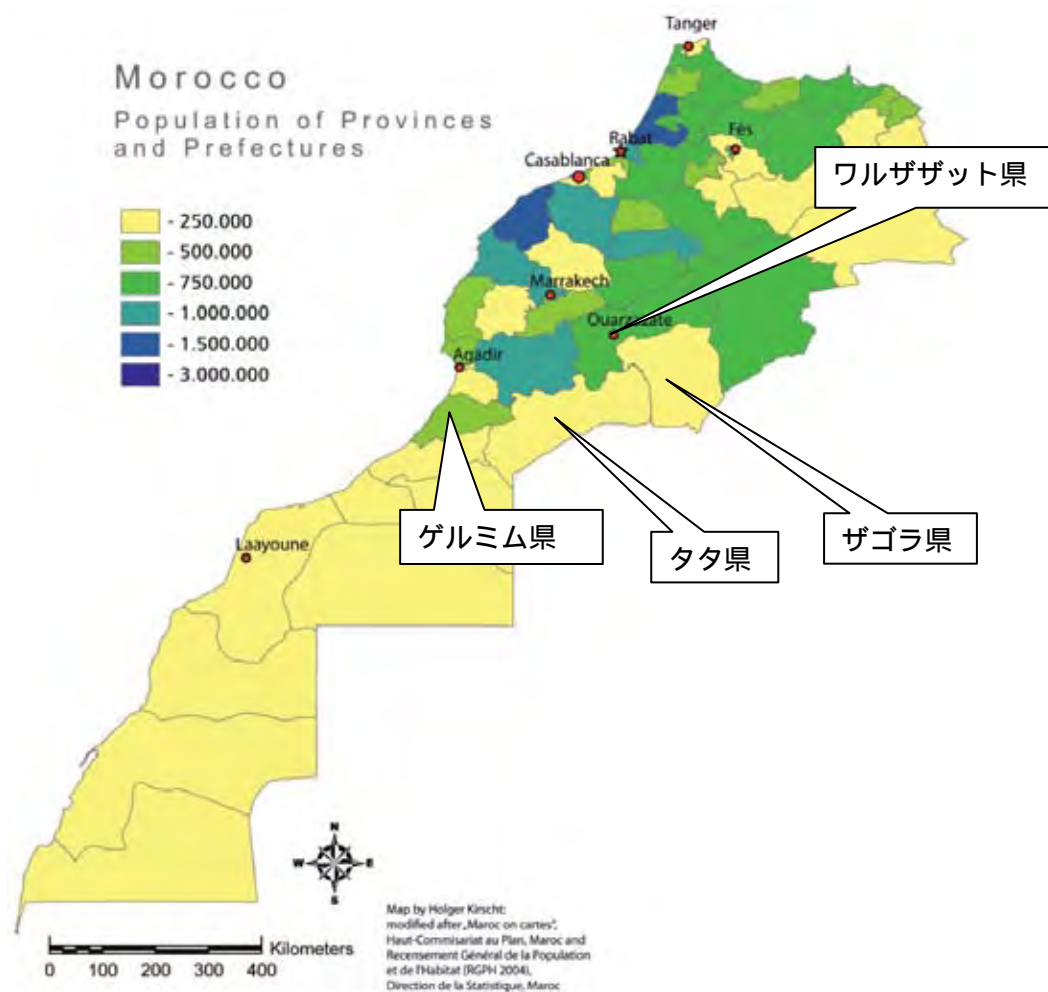 Morocco
Population of Provinces
and Prefectures
- 250.000
- 500.000
- 750.000
- 1.000.000
- 1.500.000
- 3.000.000
Tanger
Rabat
Fès
Casablanca
ワルザザット県
Marrakech
Ouarzazate
Agadir
ゲルミム県
タタ県
ザゴラ県
Laayoune
N
W
E
S
Kilometers
0 100 200 300 400
Map by Holger Kirscht:
modified after „Maroc on cartes",
Haut-Commisariat au Plan, Maroc and
Recensement Général de la Population
et de l'Habitat (RGPH 2004),
Direction de la Statistique, Maroc